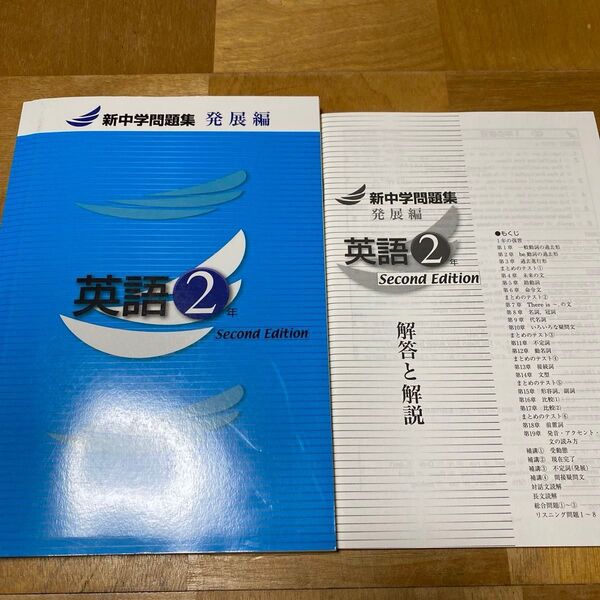 新中学問題集 発展編
英語2年
Second Edition
新中学問題集
発展編
英語2年
Second Edition
解答と解説
●もくじ
1年の復習
第1章 一般動詞の過去形
第2章 be動詞の過去形
第3章 過去進行形
まとめのテスト①
第4章 未来の文
第5章 助動詞
第6章 命令文
まとめのテスト②
第7章 There is ~ の文
第8章 名詞、冠詞
第9章 代名詞
第10章 いろいろな疑問文
まとめのテスト③
第11章 不定詞
第12章 動名詞
まとめのテスト④
第13章 接続詞
第14章 文型
まとめのテスト⑤
第15章 形容詞、副詞
第16章 比較(1)
第17章 比較(2)
まとめのテスト⑥
第18章 前置詞
第19章 発音・アクセント・
文の読み方
補講① 受動態
補講② 現在完了
補講③ 不定詞(発展)
補講④ 間接疑問文
対話文読解
長文読解
総合問題①~③
リスニング問題1~8